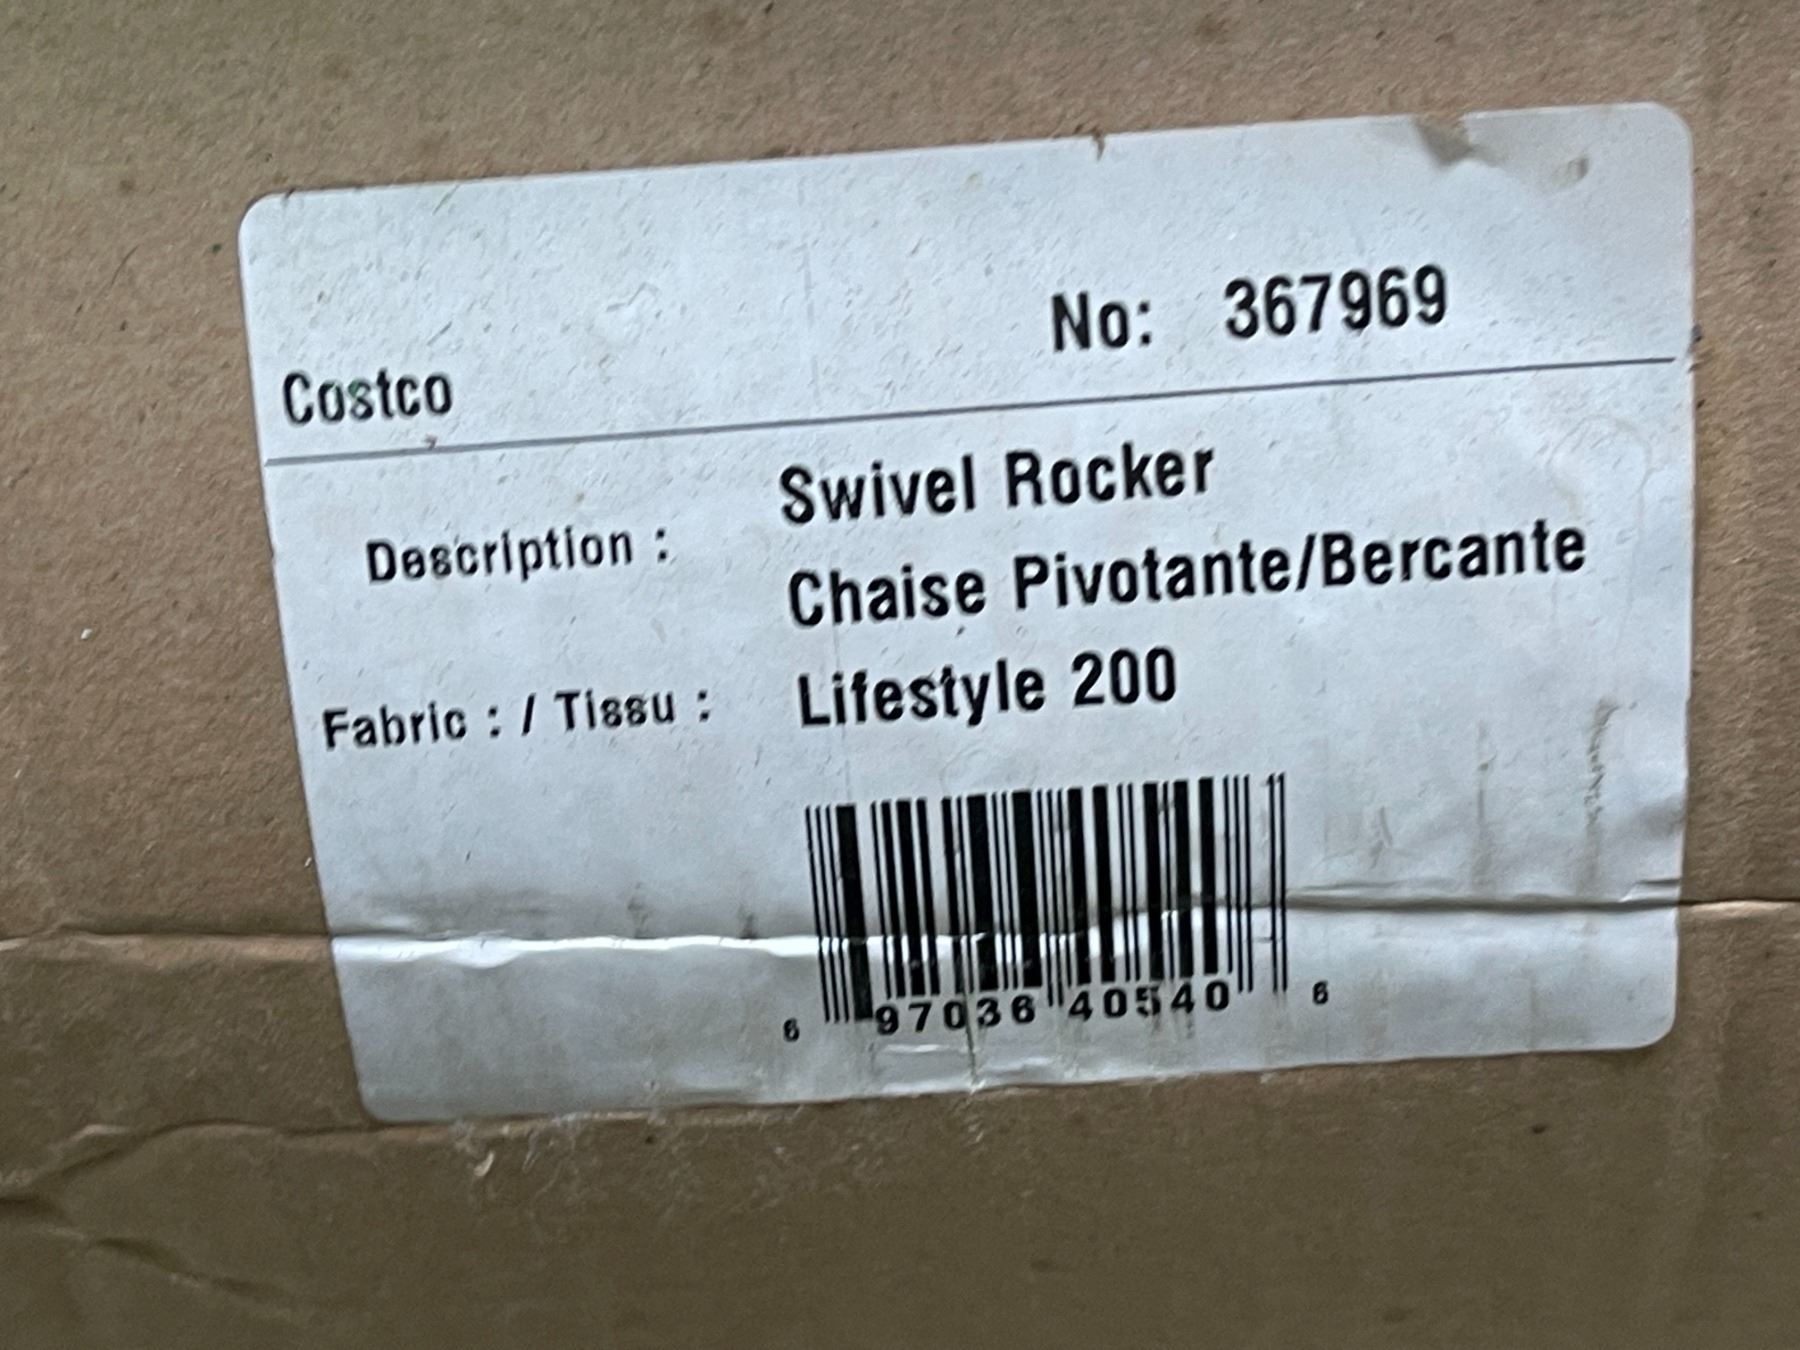 No: 367969
Costco
Description : Swivel Rocker
Chaise Pivotante/Bercante
Fabric : / Tissu : Lifestyle 200
6 97036 40540 6